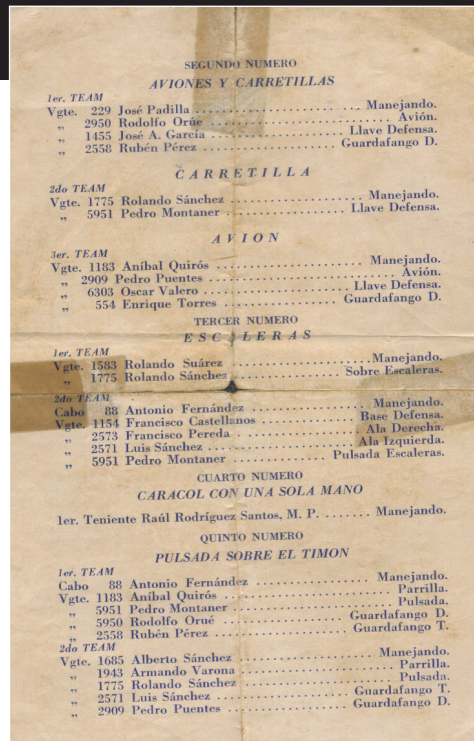 SEGUNDO NUMERO
AVIONES Y CARRETILLAS
1er. TEAM
Vgte. 229 José Padilla ........................ Manejando.
„ 2950 Rodolfo Orúe ........................ Avión.
„ 1455 José A. García ................ Llave Defensa.
„ 2558 Rubén Pérez ................ Guardafango D.
CARRETILLA
2do TEAM
Vgte. 1775 Rolando Sánchez .................... Manejando.
„ 5951 Pedro Montaner ................ Llave Defensa.
AVION
3er. TEAM
Vgte. 1183 Aníbal Quirós ...................... Manejando.
„ 2909 Pedro Puentes ........................ Avión.
„ 6303 Oscar Valero .................. Llave Defensa.
„ 554 Enrique Torres ................ Guardafango D.
TERCER NUMERO
ESCALERAS
1er. TEAM
Vgte. 1583 Rolando Suárez ..................... Manejando.
„ 1775 Rolando Sánchez .............. Sobre Escaleras.
2do TEAM
Cabo 88 Antonio Fernández .................. Manejando.
Vgte. 1154 Francisco Castellanos ............ Base Defensa.
„ 2573 Francisco Pereda ................ Ala Derecha.
„ 2571 Luis Sánchez .................. Ala Izquierda.
„ 5951 Pedro Montaner ............ Pulsada Escaleras.
CUARTO NUMERO
CARACOL CON UNA SOLA MANO
1er. Teniente Raúl Rodríguez Santos, M. P. ....... Manejando.
QUINTO NUMERO
PULSADA SOBRE EL TIMON
1er. TEAM
Cabo 88 Antonio Fernández ................. Manejando.
Vgte. 1183 Aníbal Quirós ...................... Parrilla.
„ 5951 Pedro Montaner ...................... Pulsada.
„ 5950 Rodolfo Orué ................ Guardafango D.
„ 2558 Rubén Pérez ................ Guardafango T.
2do TEAM
Vgte. 1685 Alberto Sánchez ..................... Manejando.
„ 1943 Armando Varona ...................... Parrilla.
„ 1775 Rolando Sánchez ...................... Pulsada.
„ 2571 Luis Sánchez ................ Guardafango T.
„ 2909 Pedro Puentes ................ Guardafango D.